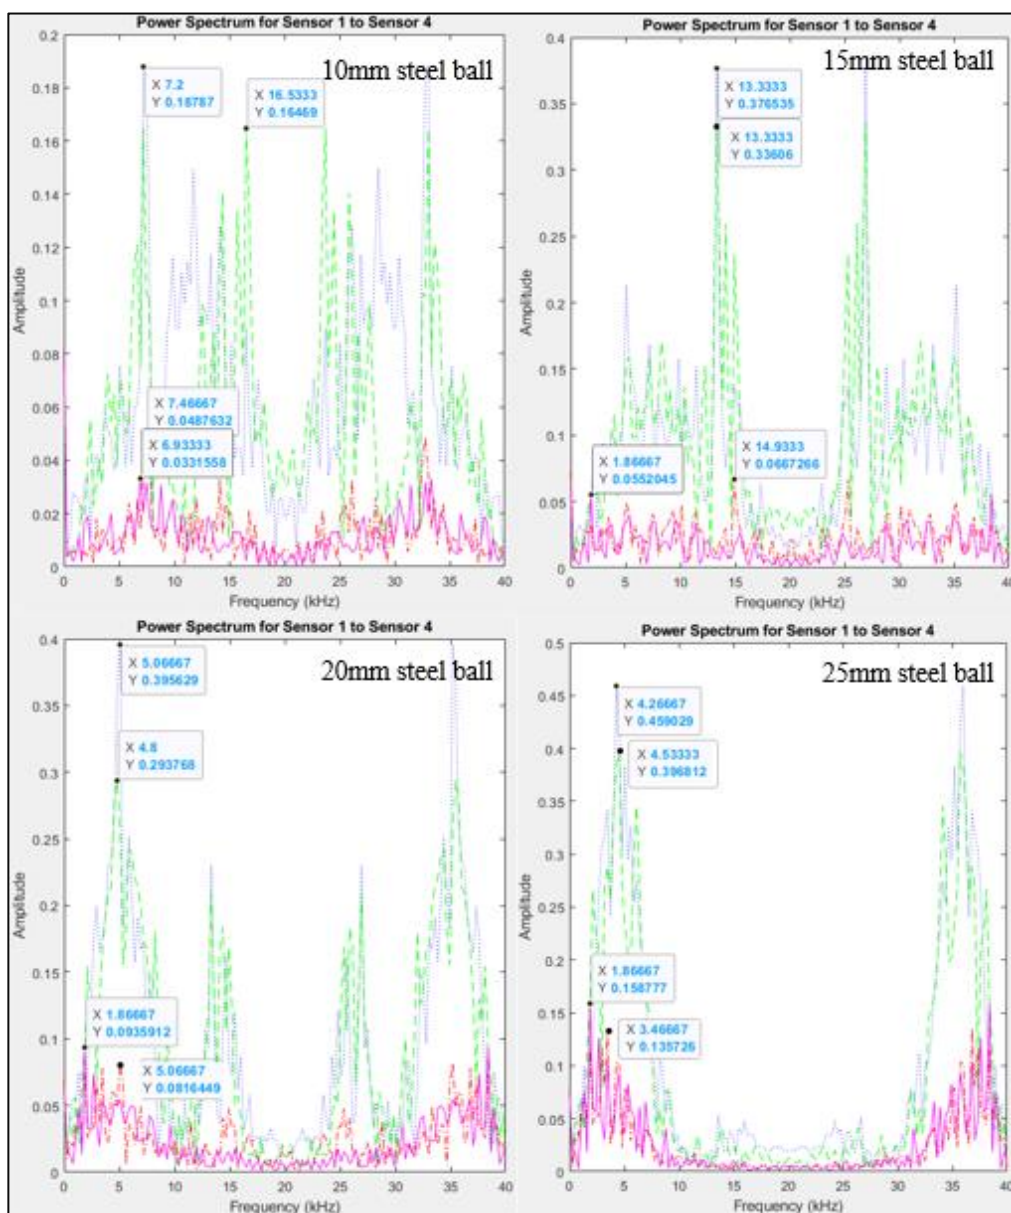 Power Spectrum for Sensor 1 to Sensor 4
10mm steel ball
X 7.2
Y 0.18787
X 16.5333
Y 0.16469
X 7.46667
Y 0.0487632
X 6.93333
Y 0.0331558
Amplitude
0.2
0.18
0.16
0.14
0.12
0.1
0.08
0.06
0.04
0.02
0
0 5 10 15 20 25 30 35 40
Frequency (kHz)
Power Spectrum for Sensor 1 to Sensor 4
15mm steel ball
X 13.3333
Y 0.376535
X 13.3333
Y 0.33606
X 1.86667
Y 0.0552045
X 14.9333
Y 0.0667266
Amplitude
0.4
0.35
0.3
0.25
0.2
0.15
0.1
0.05
0
0 5 10 15 20 25 30 35 40
Frequency (kHz)
Power Spectrum for Sensor 1 to Sensor 4
20mm steel ball
X 5.06667
Y 0.395629
X 4.8
Y 0.293768
X 1.86667
Y 0.0935912
X 5.06667
Y 0.0816449
Amplitude
0.4
0.35
0.3
0.25
0.2
0.15
0.1
0.05
0
0 5 10 15 20 25 30 35 40
Frequency (kHz)
Power Spectrum for Sensor 1 to Sensor 4
25mm steel ball
X 4.26667
Y 0.459029
X 4.53333
Y 0.396812
X 1.86667
Y 0.158777
X 3.46667
Y 0.135726
Amplitude
0.5
0.45
0.4
0.35
0.3
0.25
0.2
0.15
0.1
0.05
0
0 5 10 15 20 25 30 35 40
Frequency (kHz)